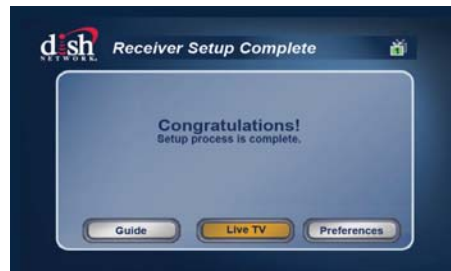 dish
NETWORK.
Receiver Setup Complete
Congratulations!
Setup process is complete.
Guide
Live TV
Preferences